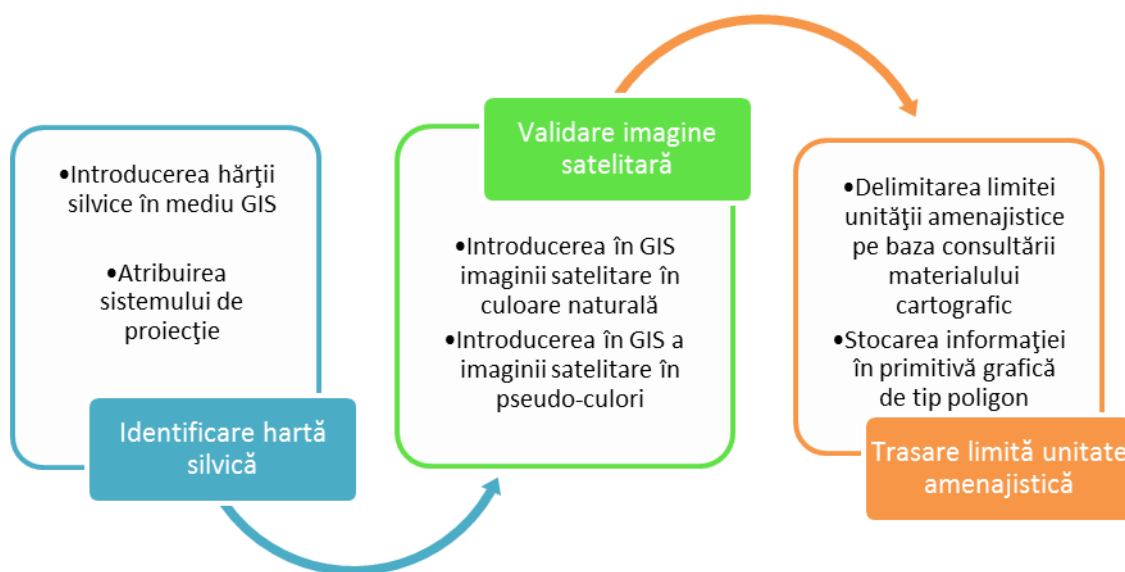 •Introducerea hărţii
silvice în mediu GIS
•Atribuirea
sistemului de
proiecţie
Identificare hartă
silvică
Validare imagine
satelitară
•Introducerea în GIS
imaginii satelitare în
culoare naturală
•Introducerea în GIS a
imaginii satelitare în
pseudo-culori
•Delimitarea limitei
unităţii amenajistice
pe baza consultării
materialului
cartografic
•Stocarea informaţiei
în primitivă grafică
de tip poligon
Trasare limită unitate
amenajistică